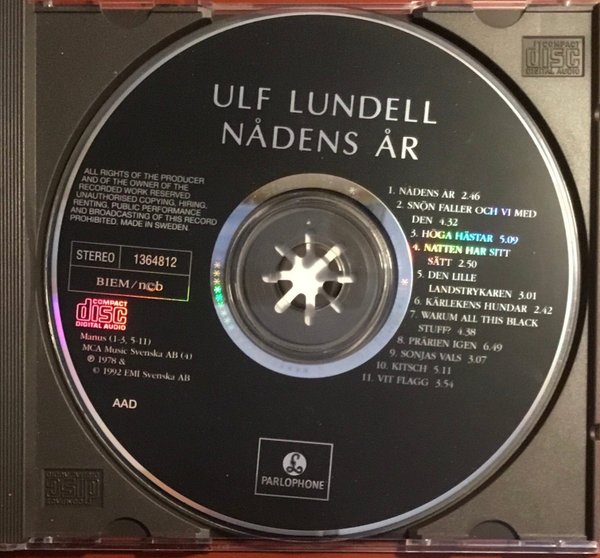 COMPACT
disc
DIGITAL AUDIO
ULF LUNDELL
NÅDENS ÅR
ALL RIGHTS OF THE PRODUCER
AND OF THE OWNER OF THE
RECORDED WORK RESERVED
UNAUTHORISED COPYING, HIRING,
RENTING, PUBLIC PERFORMANCE
AND BROADCASTING OF THIS RECORD
PROHIBITED. MADE IN SWEDEN.
STEREO 1364812
BIEM/ncb
COMPACT
disc
DIGITAL AUDIO
Martus (1-3, 5-11)
MCA Music Svenska AB (4)
℗ 1978 &
© 1992 EMI Svenska AB
AAD
1. NÅDENS ÅR 2.46
2. SNÖN FALLER OCH VI MED
DEN 4.32
3. HÖGA HÄSTAR 5.09
4. NATTEN HAR SITT
SÄTT 2.50
5. DEN LILLE
LANDSTRYKAREN 3.01
6. KÄRLEKENS HUNDAR 2.42
7. WARUM ALL THIS BLACK
STUFF? 4.38
8. PRÄRIEN IGEN 6.49
9. SONJAS VALS 3.07
10. KITSCH 5.11
11. VIT FLAGG 3.54
£
PARLOPHONE